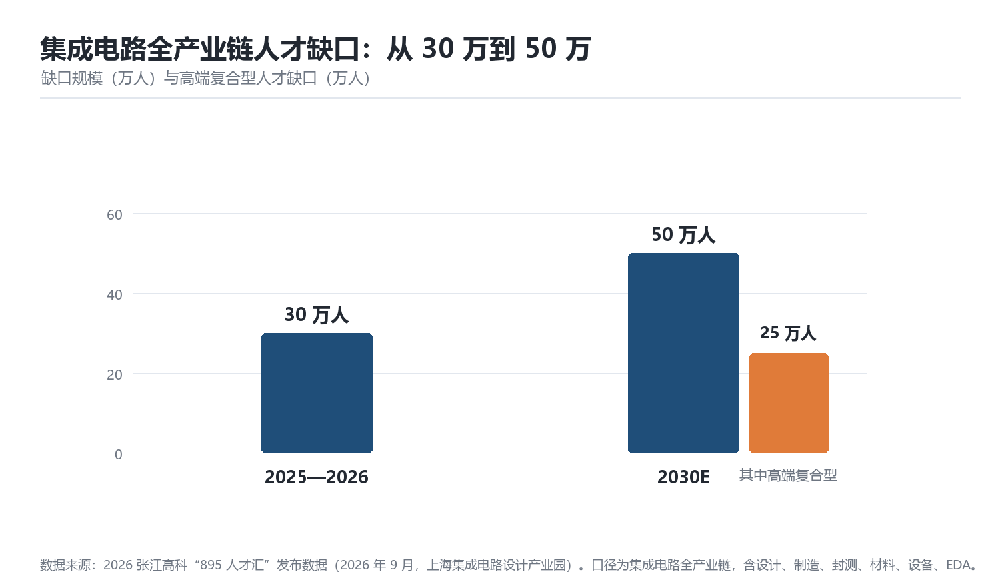 集成电路全产业链人才缺口：从 30 万到 50 万
缺口规模（万人）与高端复合型人才缺口（万人）
60
50 万人
40
30 万人
25 万人
20
0
2025—2026
2030E
其中高端复合型
数据来源：2026 张江高科“895 人才汇”发布数据（2026 年 9 月，上海集成电路设计产业园）。口径为集成电路全产业链，含设计、制造、封测、材料、设备、EDA。